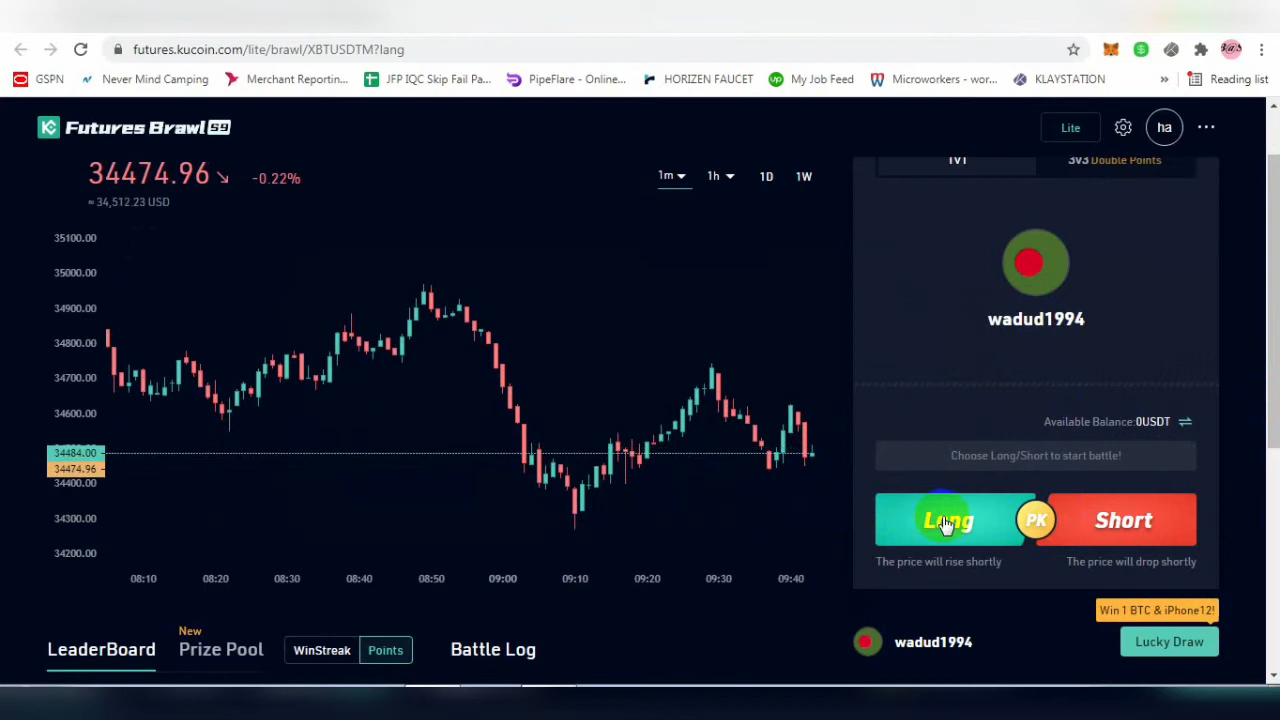 futures.kucoin.com/lite/brawl/XBTUSDTM?lang
GSPN
Never Mind Camping
Merchant Reportin...
JFP IQC Skip Fail Pa...
PipeFlare - Online...
HORIZEN FAUCET
My Job Feed
Microworkers - wor...
KLAYSTATION
»
Reading list
Futures Brawl S9
Lite
ha
34474.96
-0.22%
≈ 34,512.23 USD
1m
1h
1D
1W
1V1
3V3 Double Points
35100.00
35000.00
34900.00
34800.00
34700.00
34600.00
34484.00
34474.96
34400.00
34300.00
34200.00
08:10
08:20
08:30
08:40
08:50
09:00
09:10
09:20
09:30
09:40
wadud1994
Available Balance:0USDT
Choose Long/Short to start battle!
Long
PK
Short
The price will rise shortly
The price will drop shortly
Win 1 BTC & iPhone12!
wadud1994
Lucky Draw
LeaderBoard
New
Prize Pool
WinStreak
Points
Battle Log